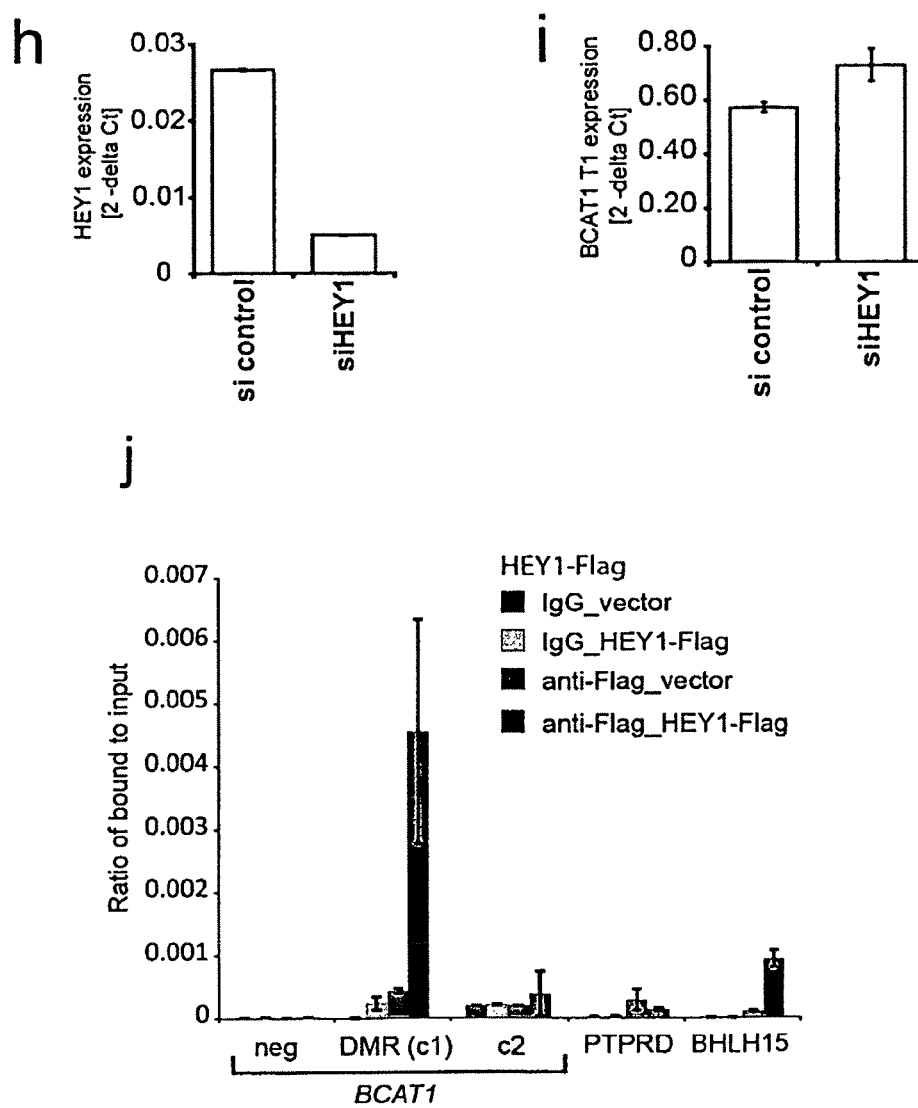 h
HEY1 expression
[2 -delta Ct]
0.03
0.02
0.01
0
si control
siHEY1
i
BCAT1 T1 expression
[2 -delta Ct]
0.80
0.60
0.40
0.20
0
si control
siHEY1
j
Ratio of bound to input
0.007
0.006
0.005
0.004
0.003
0.002
0.001
0
HEY1-Flag
IgG_vector
IgG_HEY1-Flag
anti-Flag_vector
anti-Flag_HEY1-Flag
neg
DMR (c1)
c2
PTPRD
BHLH15
BCAT1